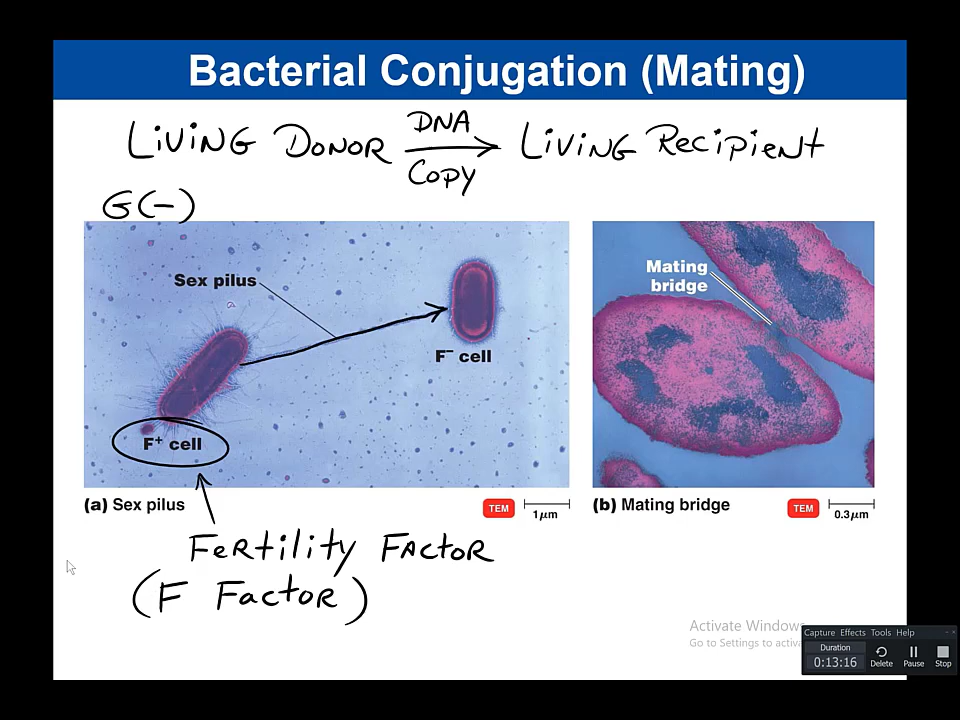 Bacterial Conjugation (Mating)
LIVING DONOR DNA COPY LIVING RECIPIENT
G(-)
Sex pilus
F⁻ cell
F⁺ cell
Mating
bridge
(a) Sex pilus
TEM
1 µm
(b) Mating bridge
TEM
0.3µm
FERTILITY FACTOR
(F FACTOR)
Activate Windows
Go to Settings to activ
Capture Effects Tools Help
Duration
0:13:16
Delete Pause Stop